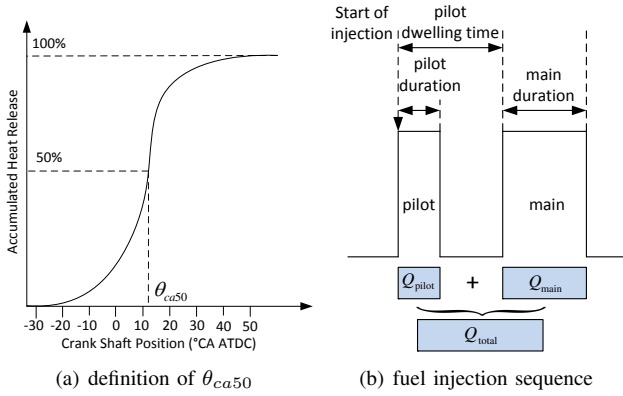 100%
50%
Accumulated Heat Release
θca50
-30 -20 -10 0 10 20 30 40 50
Crank Shaft Position (°CA ATDC)
(a) definition of θca50
Start of
injection
pilot
dwelling time
pilot
duration
main
duration
pilot
main
Qpilot + Qmain
Qtotal
(b) fuel injection sequence